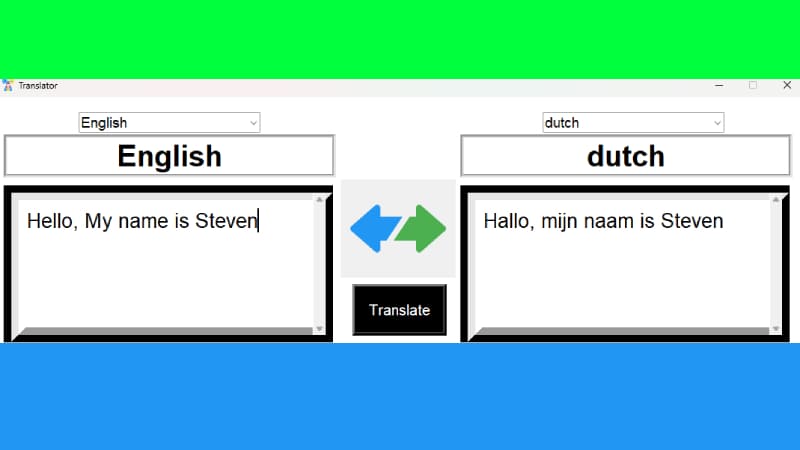 Translator
English
dutch
English
dutch
Hello, My name is Steven
Hallo, mijn naam is Steven
Translate